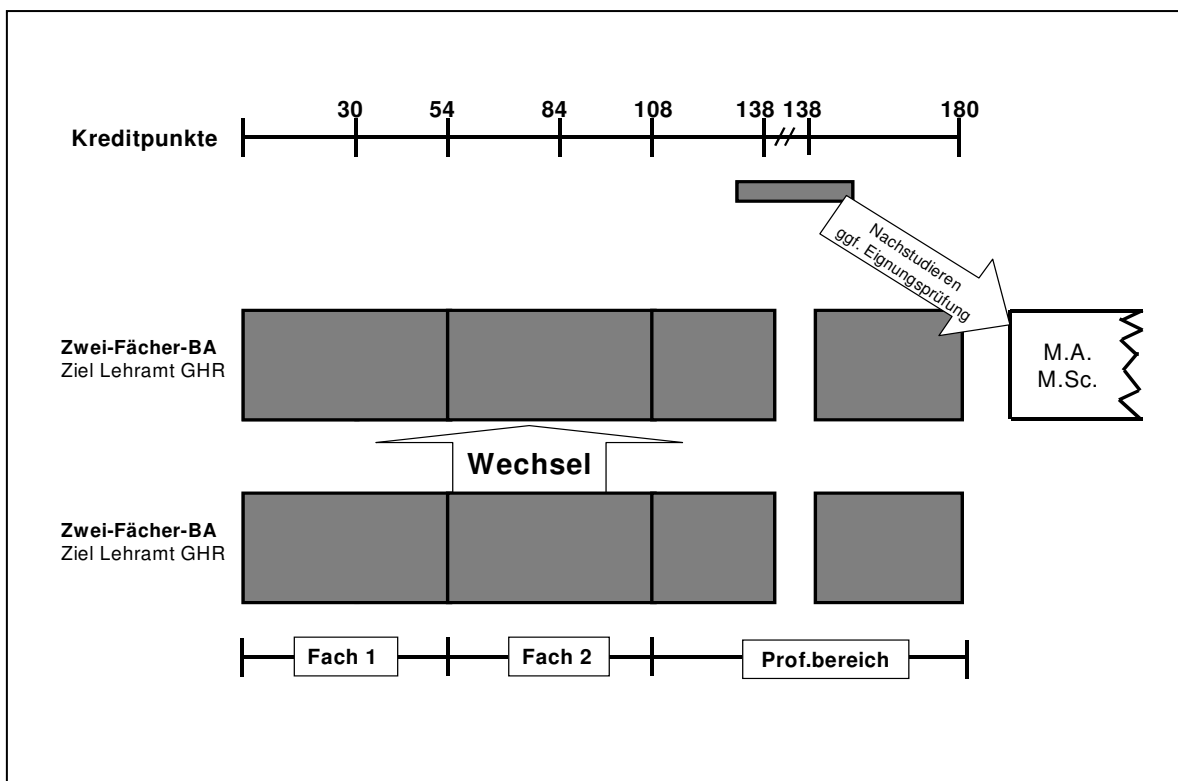 30 54 84 108 138 138 180
Kreditpunkte
Nachstudieren
ggf. Eignungsprüfung
Zwei-Fächer-BA
Ziel Lehramt GHR
M.A.
M.Sc.
Wechsel
Zwei-Fächer-BA
Ziel Lehramt GHR
Fach 1 Fach 2 Prof.bereich